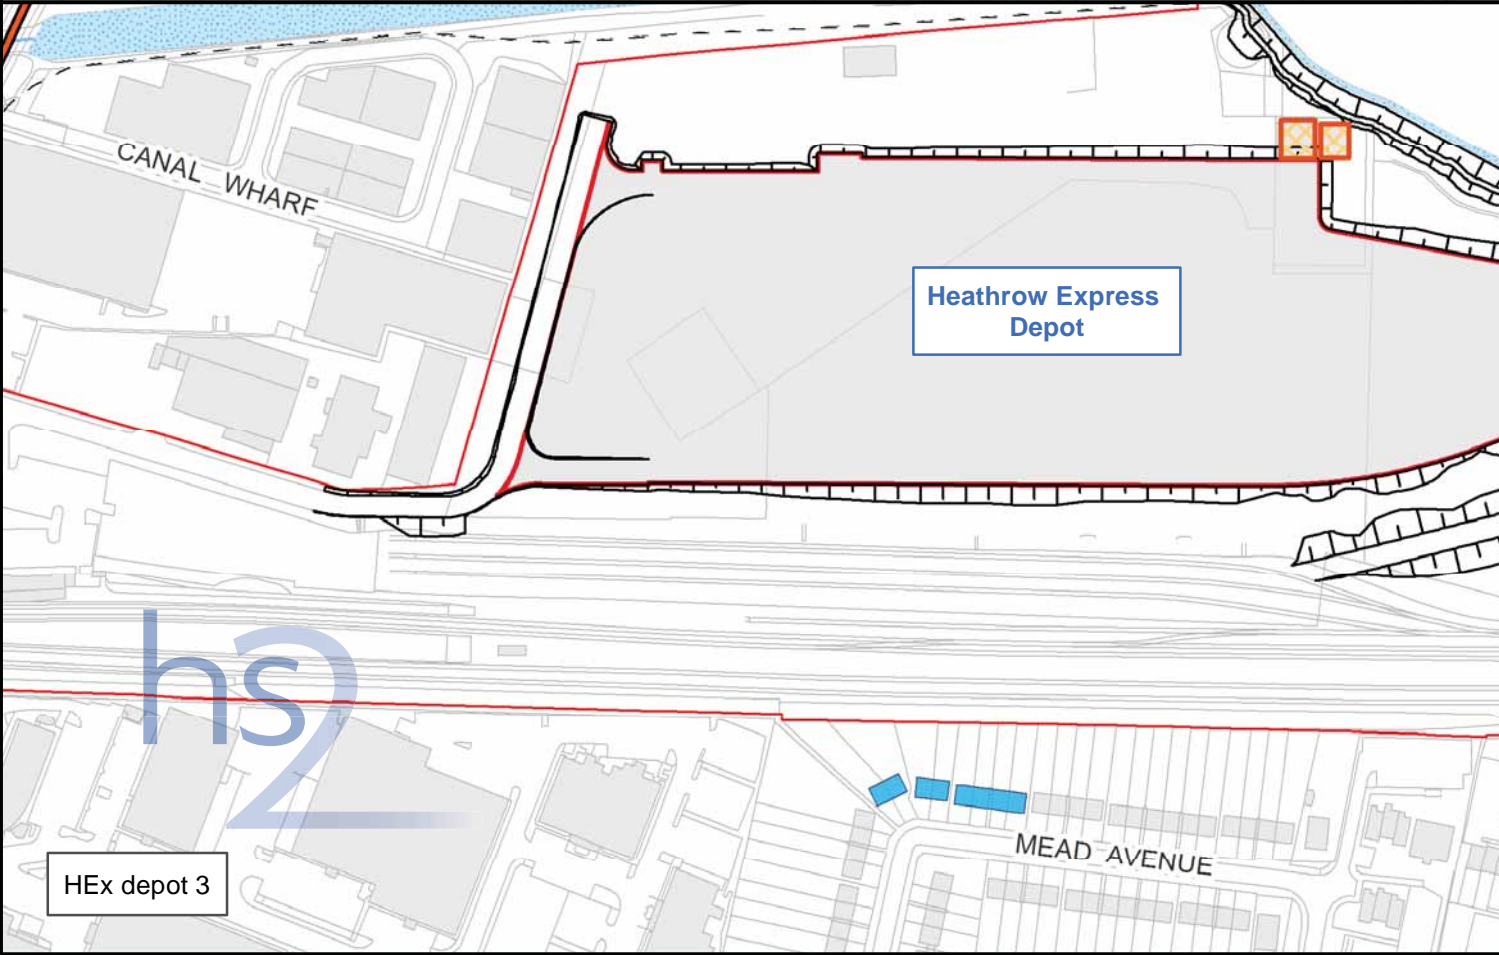 CANAL WHARF
Heathrow Express
Depot
hs2
MEAD AVENUE
HEx depot 3